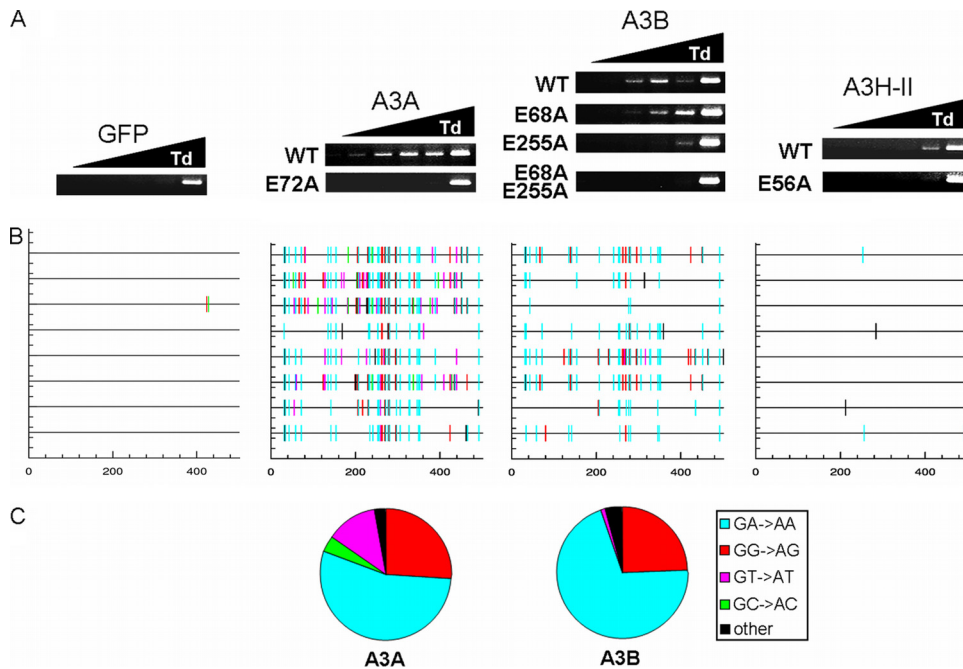 A
GFP
Td
A3A
Td
WT
E72A
A3B
Td
WT
E68A
E255A
E68A
E255A
A3H-II
Td
WT
E56A
B
0 200 400
0 200 400
0 200 400
0 200 400
C
A3A
A3B
GA->AA
GG->AG
GT->AT
GC->AC
other